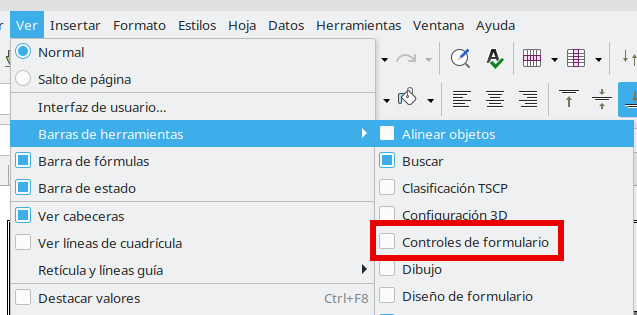 Ver Insertar Formato Estilos Hoja Datos Herramientas Ventana Ayuda
Normal
Salto de página
Interfaz de usuario...
Barras de herramientas
Barra de fórmulas
Barra de estado
Ver cabeceras
Ver líneas de cuadrícula
Retícula y líneas guía
Destacar valores Ctrl+F8
Alinear objetos
Buscar
Clasificación TSCP
Configuración 3D
Controles de formulario
Dibujo
Diseño de formulario